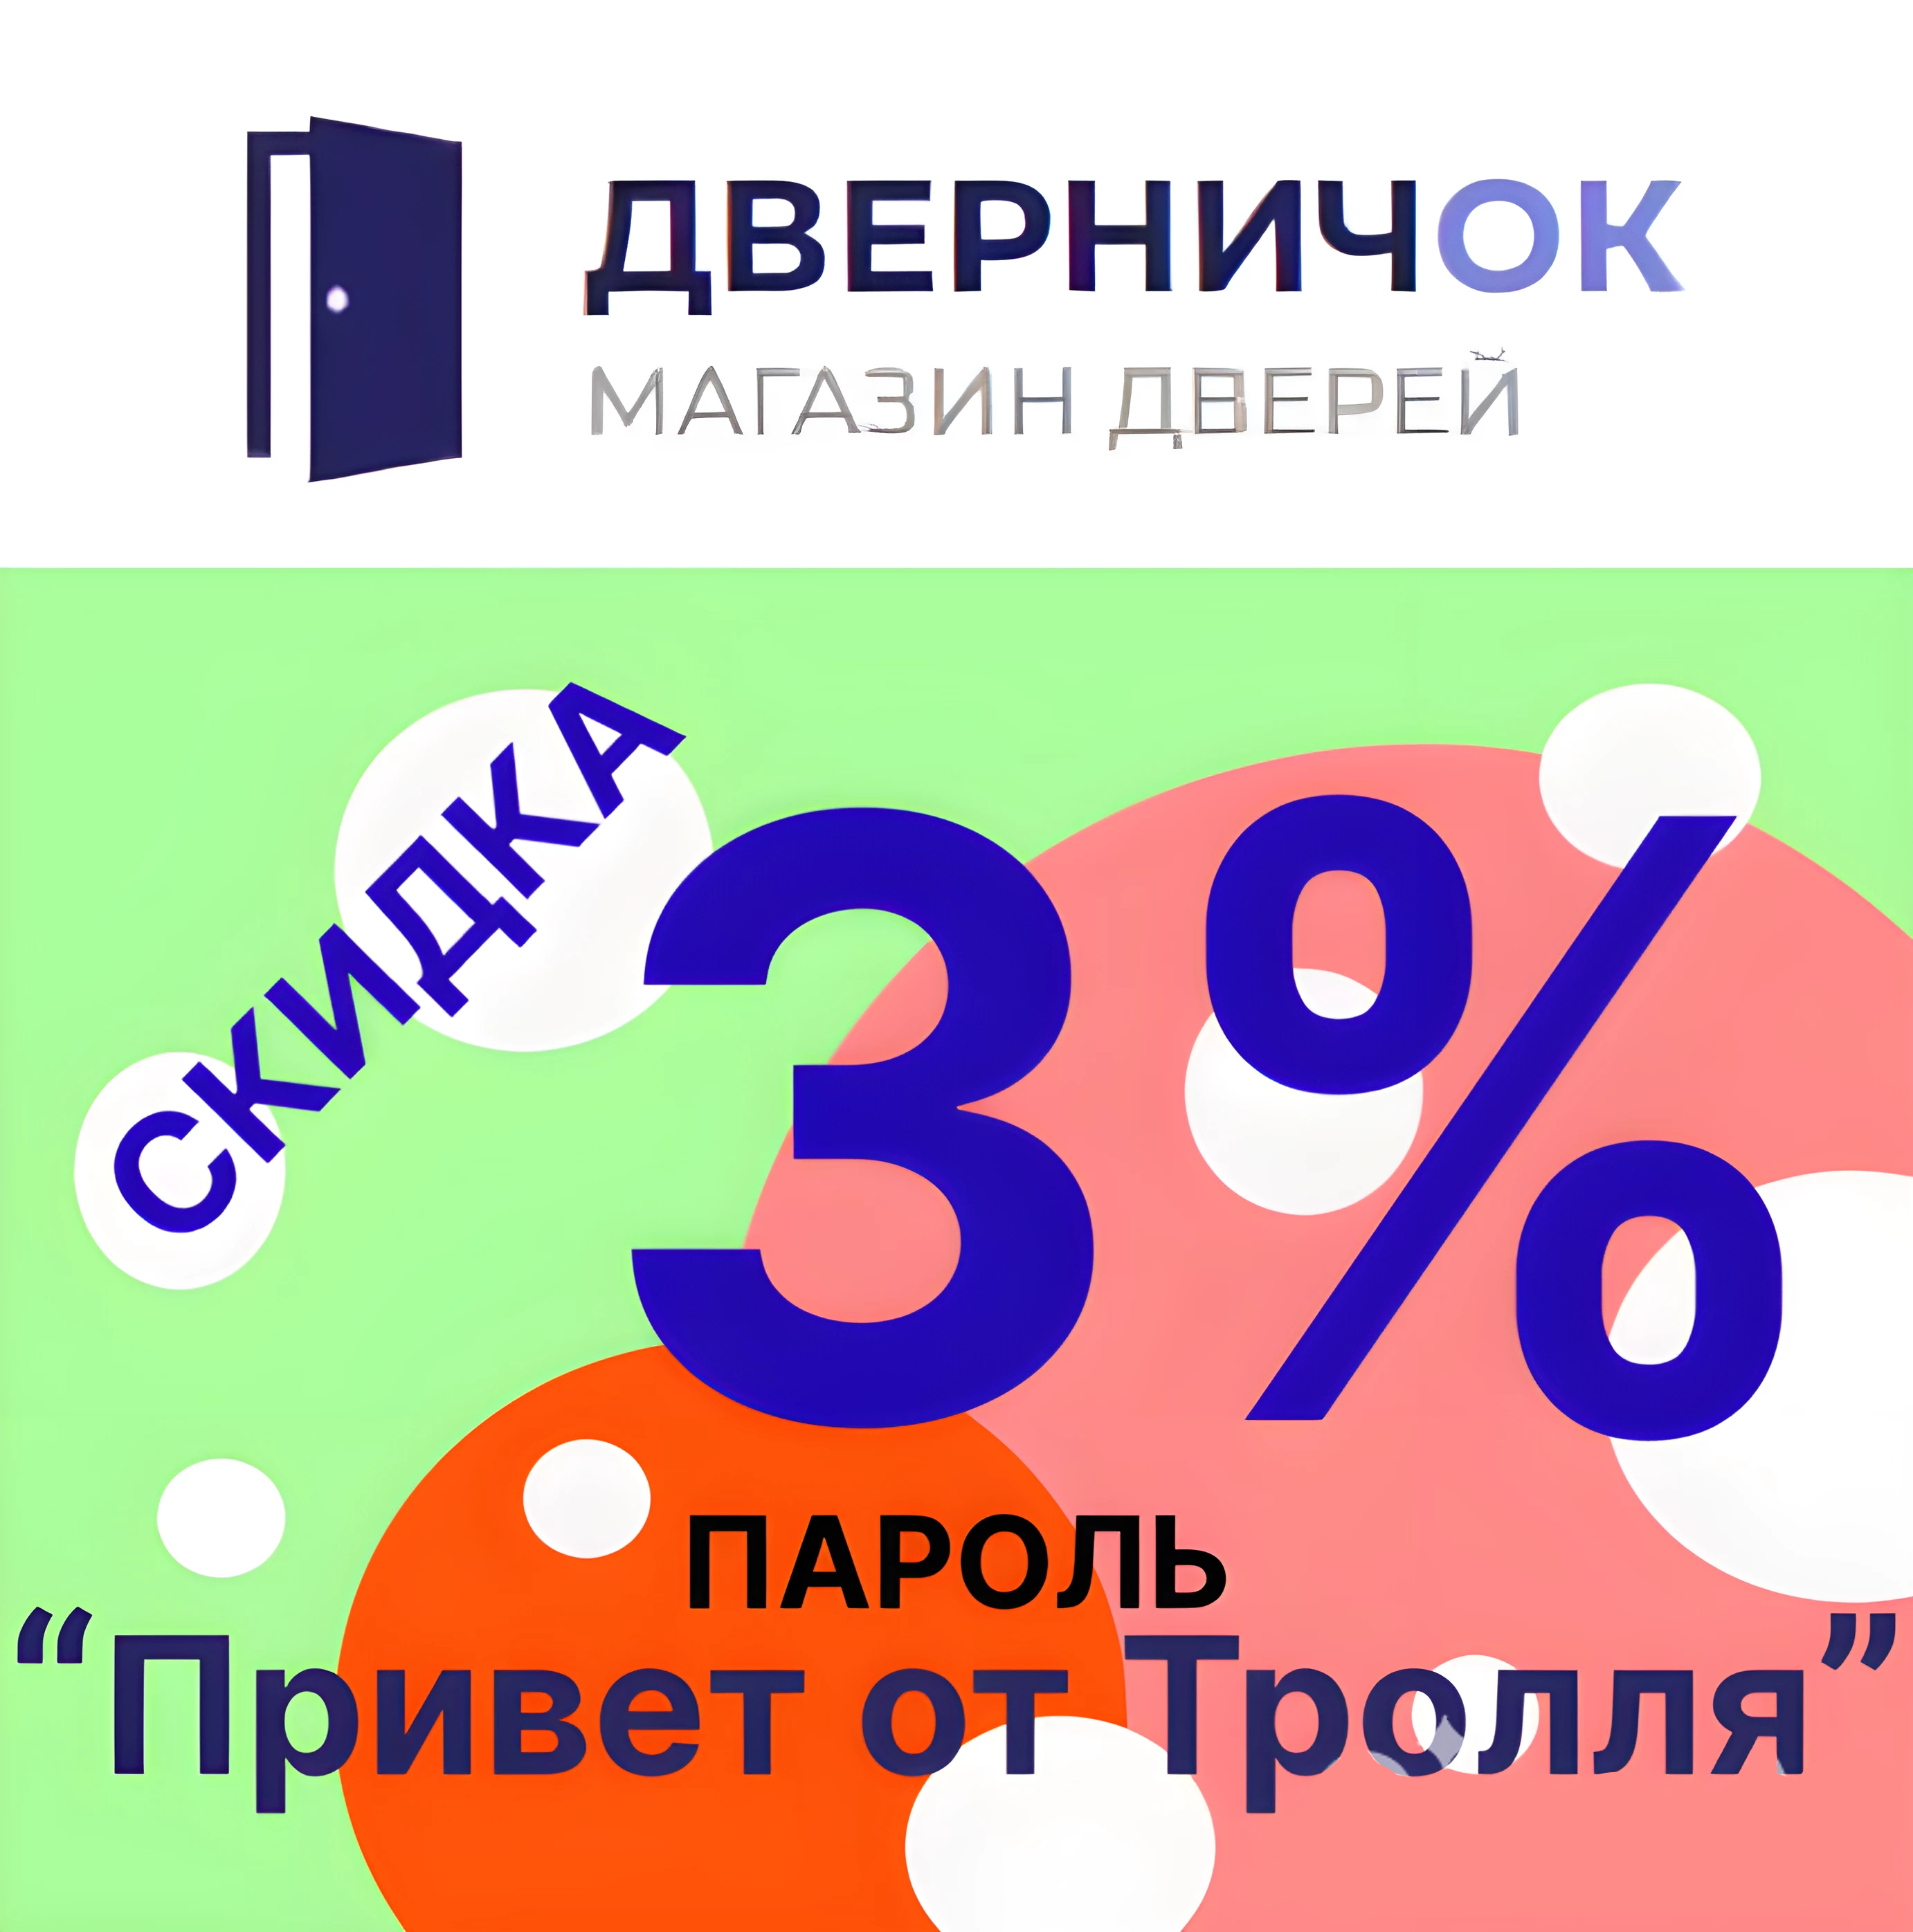 ДВЕРНИЧОК
МАГАЗИН ДВЕРЕЙ
СКИДКА
3%
ПАРОЛЬ
“Привет от Тролля”